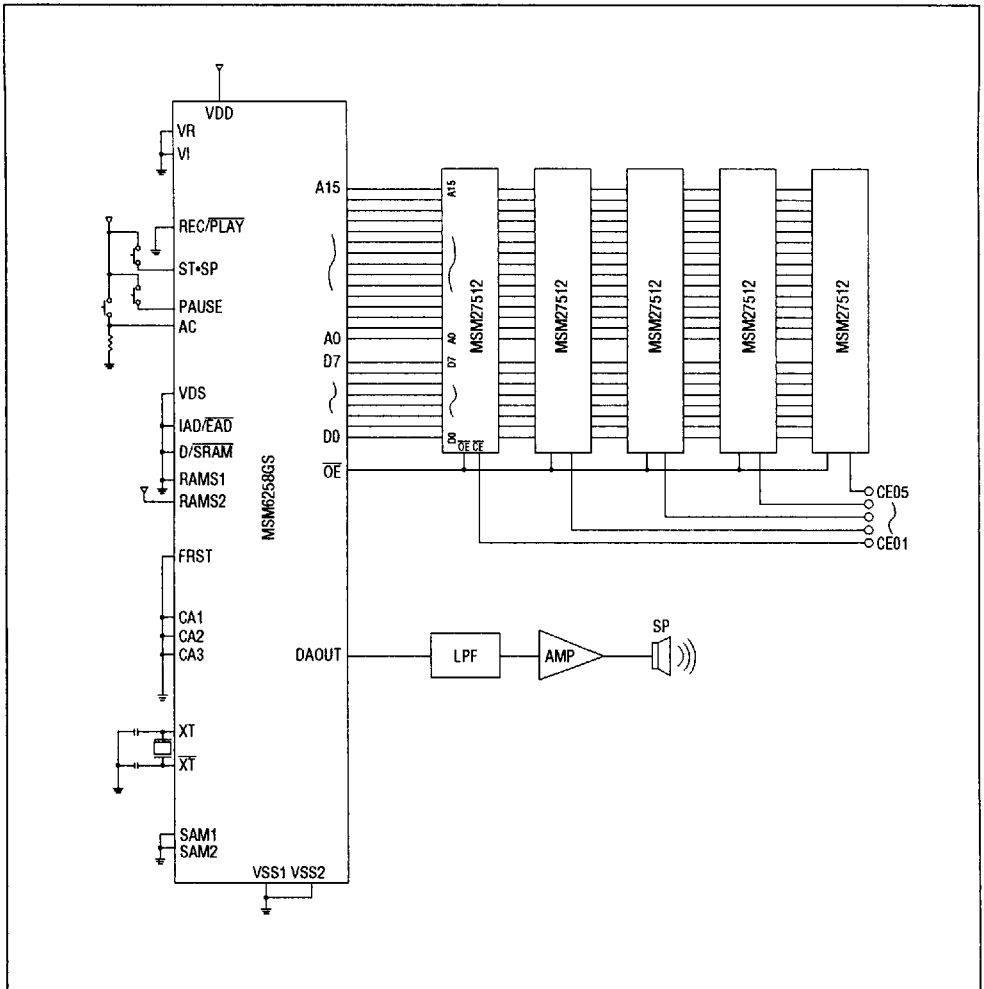 VDD
VR
VI
REC/PLAY
ST•SP
PAUSE
AC
VDS
IAD/EAD
D/SRAM
RAMS1
RAMS2
FRST
CA1
CA2
CA3
XT
XT
SAM1
SAM2
VSS1 VSS2
MSM6258GS
A15
A0
D7
D0
OE
DAOUT
A15
A0
D7
D0
OE CE
MSM27512
MSM27512
MSM27512
MSM27512
MSM27512
CE05
CE01
LPF
AMP
SP